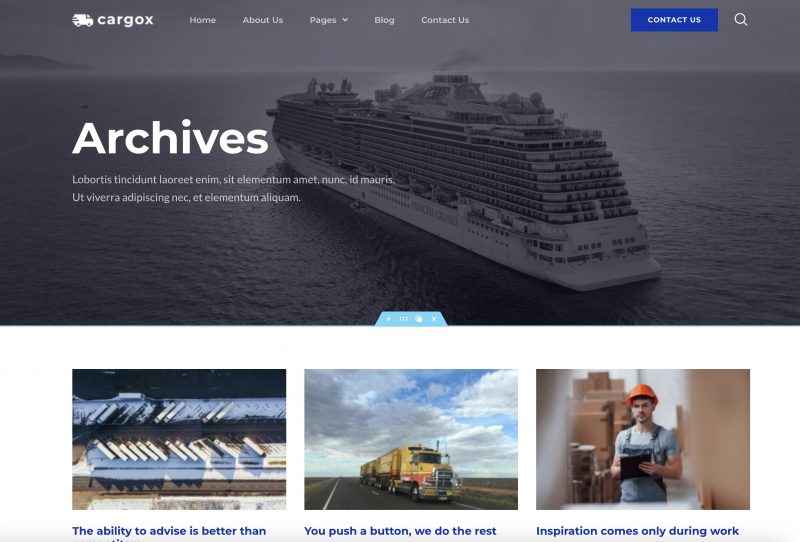 cargox
Home
About Us
Pages
Blog
Contact Us
CONTACT US
Archives
Lobortis tincidunt laoreet enim, sit elementum amet, nunc, id mauris.
Ut viverra adipiscing nec, et elementum aliquam.
PRINCESS CRUISES
The ability to advise is better than
You push a button, we do the rest
Inspiration comes only during work